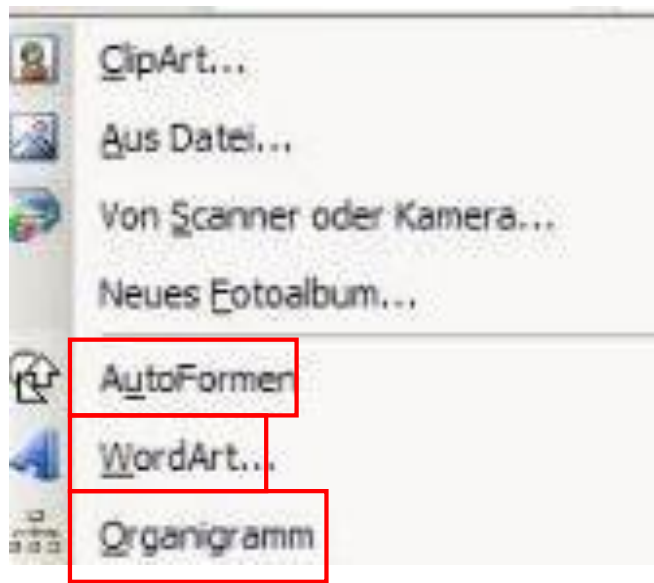 ClipArt...
Aus Datei...
Von Scanner oder Kamera...
Neues Fotoalbum...
AutoFormen
WordArt...
Organigramm